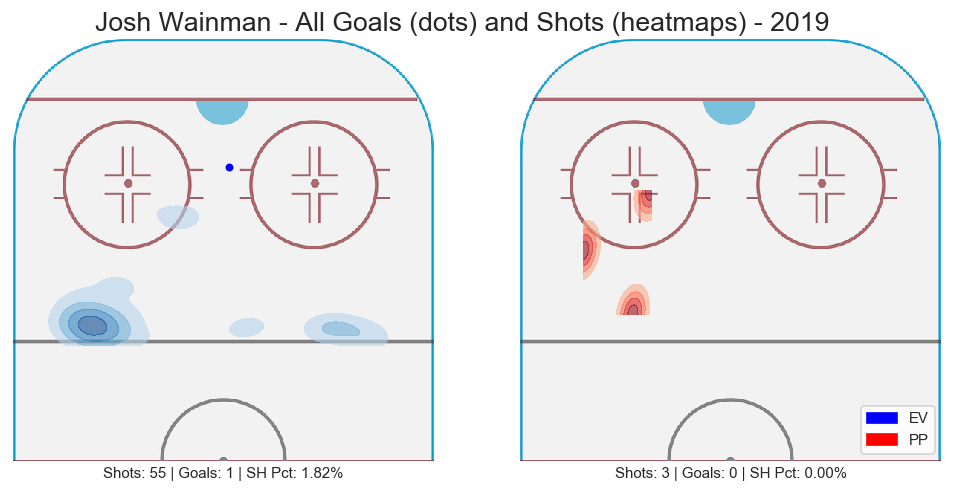 Josh Wainman - All Goals (dots) and Shots (heatmaps) - 2019
EV
PP
Shots: 55 | Goals: 1 | SH Pct: 1.82%
Shots: 3 | Goals: 0 | SH Pct: 0.00%